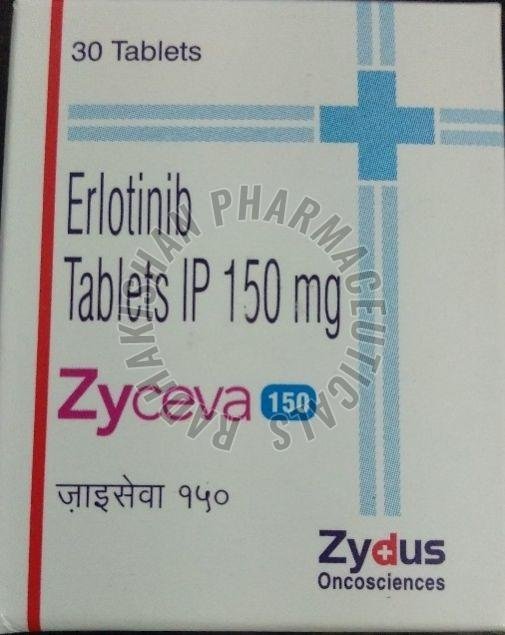 30 Tablets
Erlotinib
Tablets IP 150 mg
Zyceva 150
ज़ाइसेवा १५०
Zydus
Oncosciences
RADHAKISHAN PHARMACEUTICALS